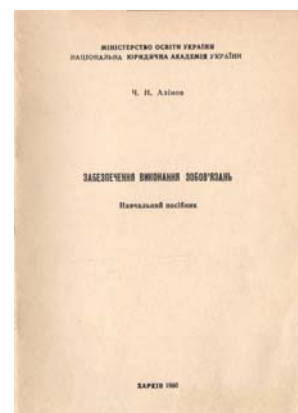 МІНІСТЕРСТВО ОСВІТИ УКРАЇНИ
НАЦІОНАЛЬНА ЮРИДИЧНА АКАДЕМІЯ УКРАЇНИ
Ч. Н. Азімов
ЗАБЕЗПЕЧЕННЯ ВИКОНАННЯ ЗОБОВ'ЯЗАНЬ
Навчальний посібник
ХАРКІВ